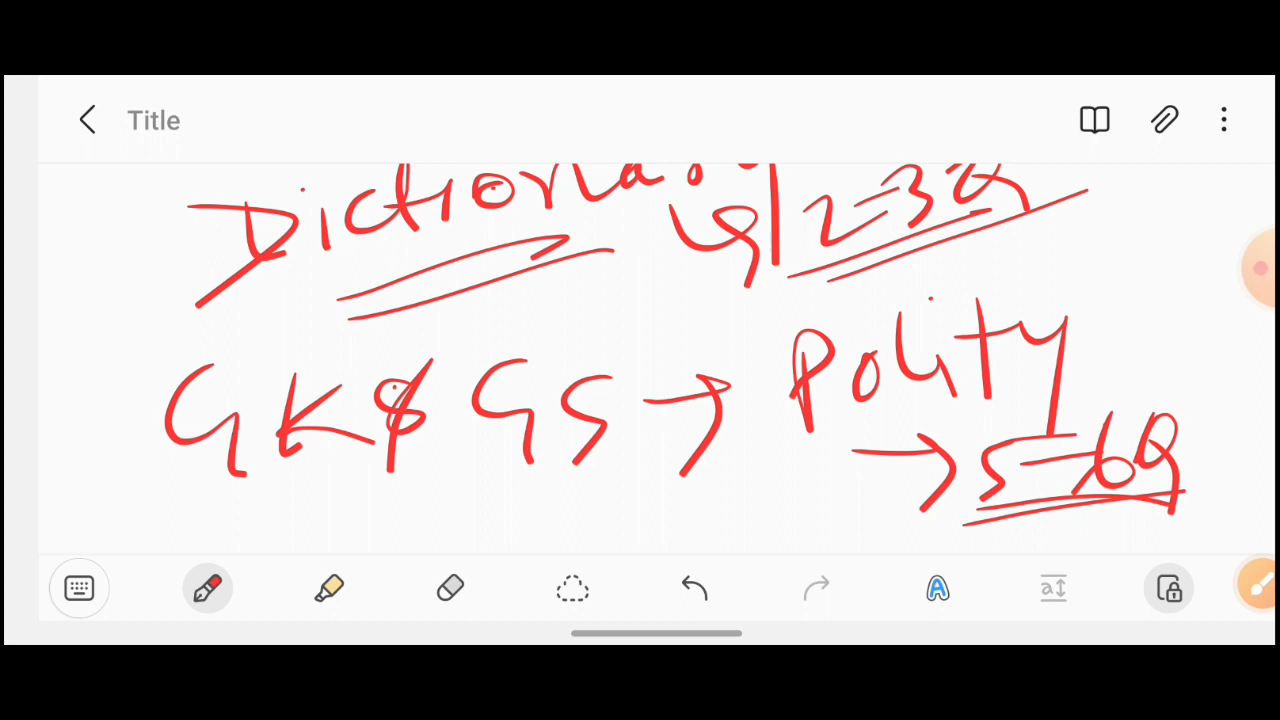 Title
Dictionary 2=3Q
GK & GS → Polity
→ 5=6Q